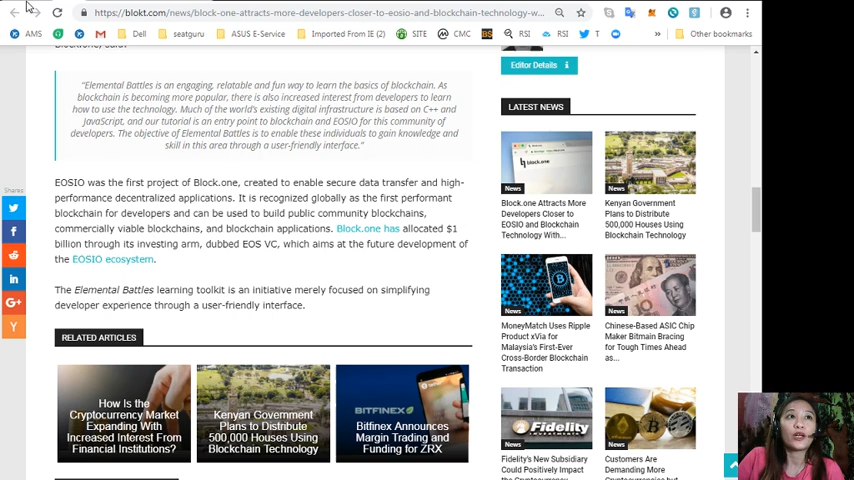 https://blokt.com/news/block-one-attracts-more-developers-closer-to-eosio-and-blockchain-technology-w...
AMS
Dell
seatguru
ASUS E-Service
Imported From IE (2)
SITE
CMC
BS
RSI
RSI
T
»
Other bookmarks
“Elemental Battles is an engaging, relatable and fun way to learn the basics of blockchain. As
blockchain is becoming more popular, there is also increased interest from developers to learn
how to use the technology. Much of the world's existing digital infrastructure is based on C++ and
JavaScript, and our tutorial is an entry point to blockchain and EOSIO for this community of
developers. The objective of Elemental Battles is to enable these individuals to gain knowledge and
skill in this area through a user-friendly interface.”
EOSIO was the first project of Block.one, created to enable secure data transfer and high-
performance decentralized applications. It is recognized globally as the first performant
blockchain for developers and can be used to build public community blockchains,
commercially viable blockchains, and blockchain applications. Block.one has allocated $1
billion through its investing arm, dubbed EOS VC, which aims at the future development of
the EOSIO ecosystem.
The Elemental Battles learning toolkit is an initiative merely focused on simplifying
developer experience through a user-friendly interface.
RELATED ARTICLES
How Is the
Cryptocurrency Market
Expanding With
Increased Interest From
Financial Institutions?
Kenyan Government
Plans to Distribute
500,000 Houses Using
Blockchain Technology
BITFINEX
Bitfinex Announces
Margin Trading and
Funding for ZRX
Shares
Editor Details
LATEST NEWS
block.one
News
Block.one Attracts More
Developers Closer to
EOSIO and Blockchain
Technology With...
News
Kenyan Government
Plans to Distribute
500,000 Houses Using
Blockchain Technology
News
MoneyMatch Uses Ripple
Product xVia for
Malaysia's First-Ever
Cross-Border Blockchain
Transaction
News
Chinese-Based ASIC Chip
Maker Bitmain Bracing
for Tough Times Ahead
as...
Fidelity
INVESTMENTS
News
Fidelity's New Subsidiary
Could Positively Impact
the Cryptocurrency
News
Customers Are
Demanding More
Cryptocurrencies but